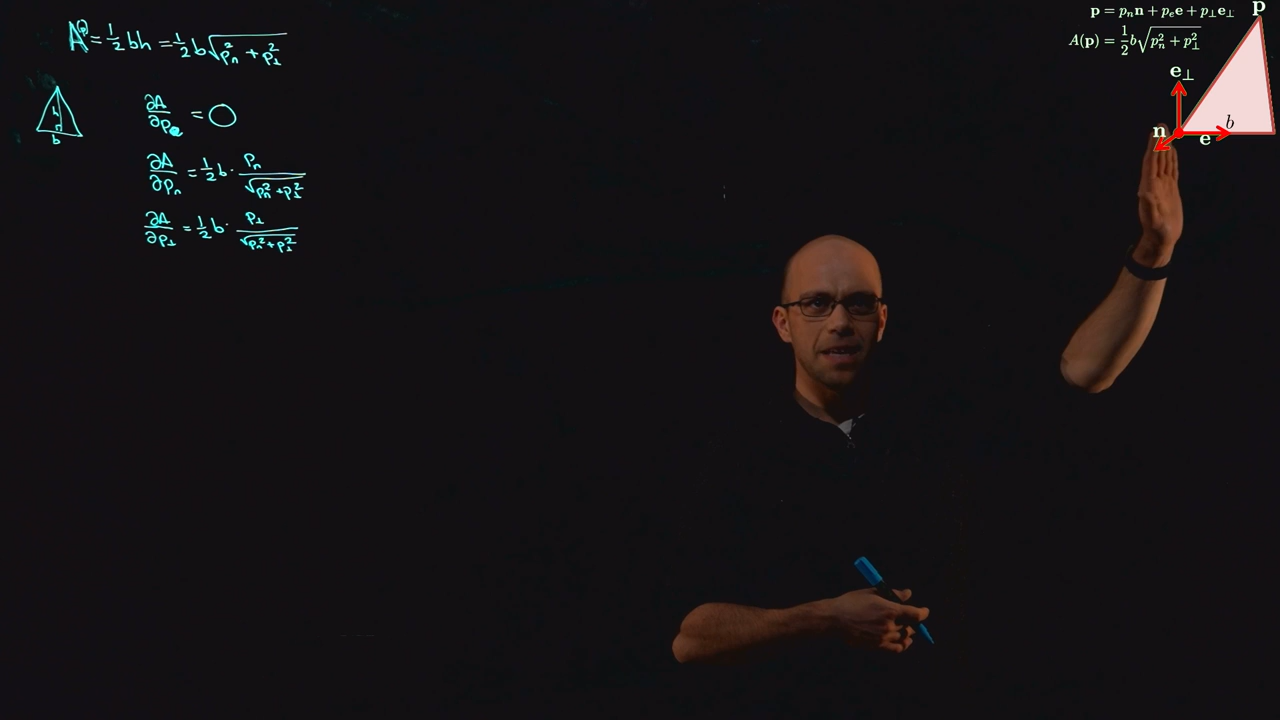 A(p) = 1/2 bh = 1/2 b √(pₙ² + p⊥²)
h
b
∂A/∂pₑ = 0
∂A/∂pₙ = 1/2 b · pₙ/√(pₙ² + p⊥²)
∂A/∂p⊥ = 1/2 b · p⊥/√(pₙ² + p⊥²)
p = pₙn + pₑe + p⊥e⊥
A(p) = 1/2 b √(pₙ² + p⊥²)
p
e⊥
n
b
e